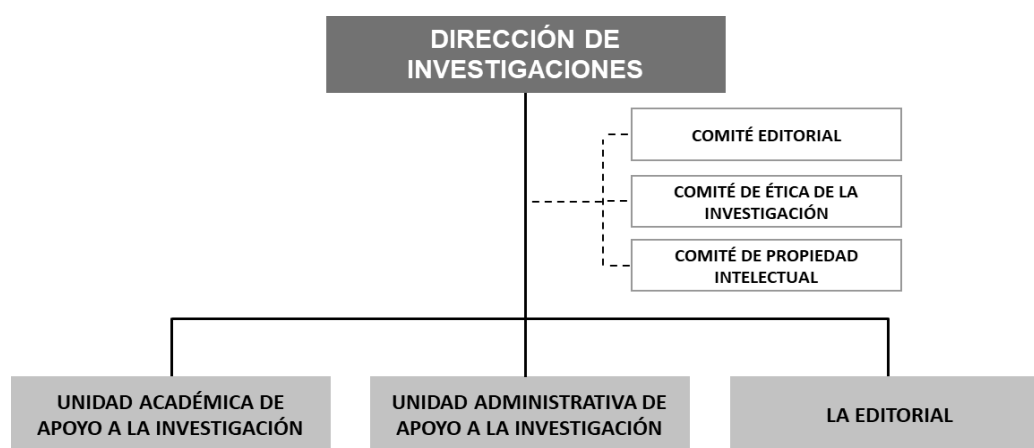 DIRECCIÓN DE
INVESTIGACIONES
COMITÉ EDITORIAL
COMITÉ DE ÉTICA DE LA
INVESTIGACIÓN
COMITÉ DE PROPIEDAD
INTELECTUAL
UNIDAD ACADÉMICA DE
APOYO A LA INVESTIGACIÓN
UNIDAD ADMINISTRATIVA DE
APOYO A LA INVESTIGACIÓN
LA EDITORIAL